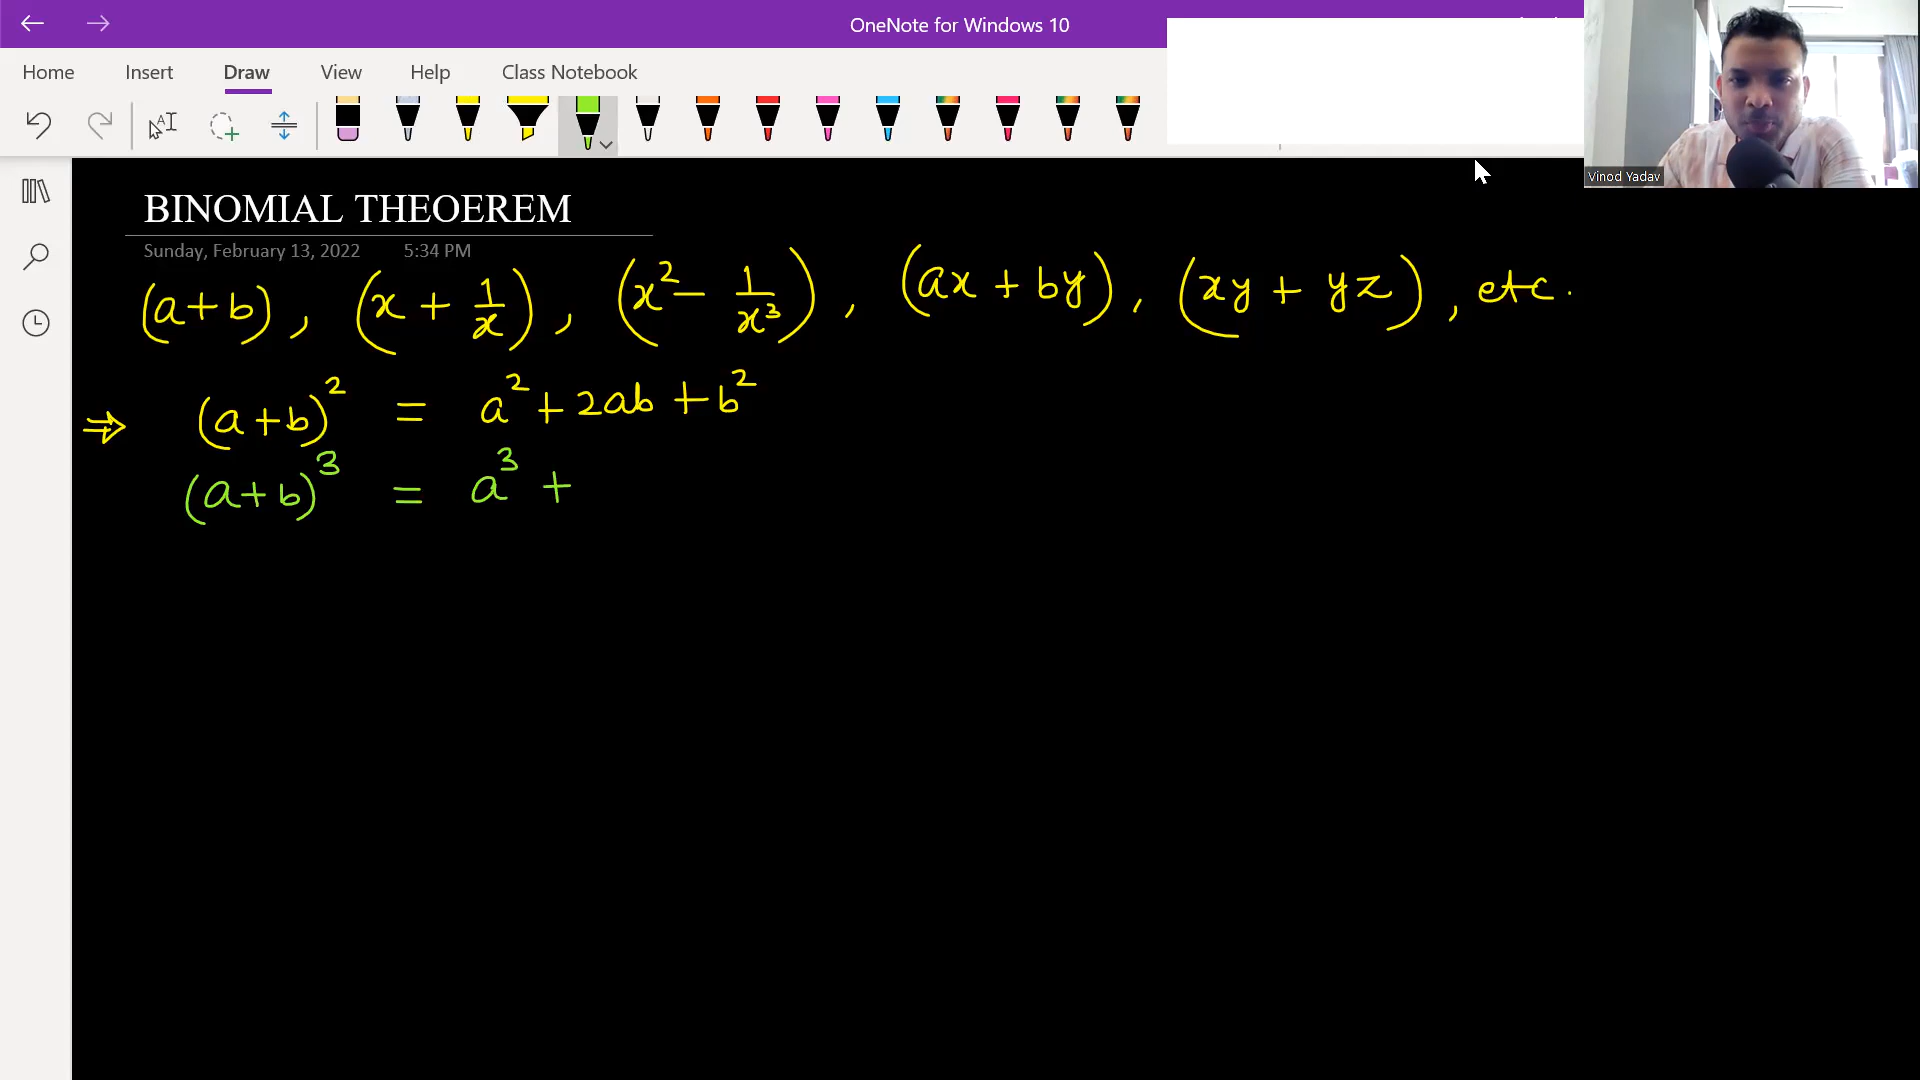 OneNote for Windows 10
Home Insert Draw View Help Class Notebook
Vinod Yadav
BINOMIAL THEOEREM
Sunday, February 13, 2022 5:34 PM
(a+b), (x + 1/x), (x² − 1/x³), (ax + by), (xy + yz), etc.
⇒ (a+b)² = a² + 2ab + b²
(a+b)³ = a³ +